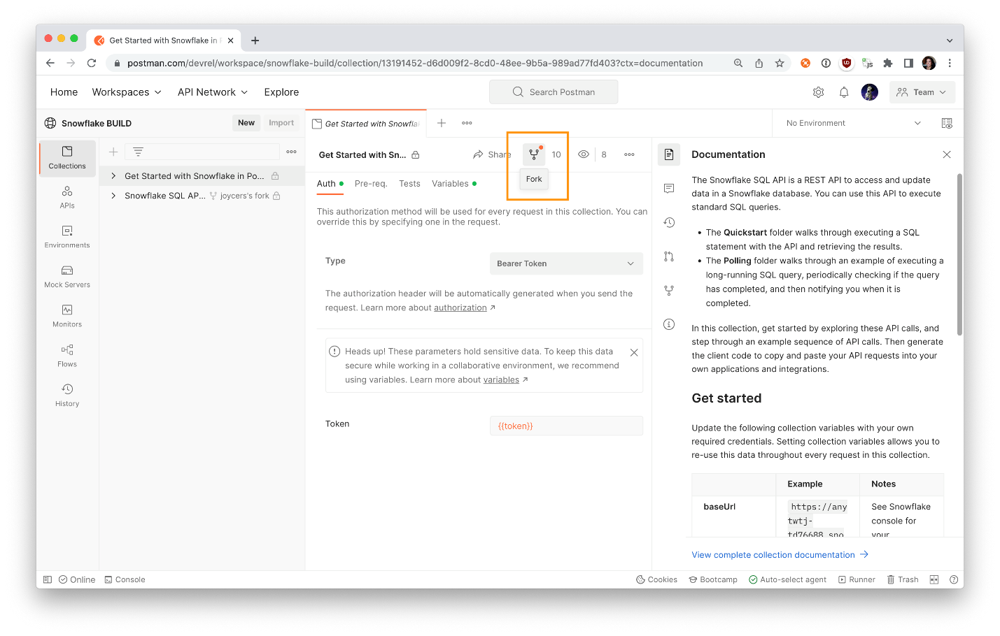 Get Started with Snowflake in
postman.com/devrel/workspace/snowflake-build/collection/13191452-d6d009f2-8cd0-48ee-9b5a-989ad77fd403?ctx=documentation
Home Workspaces API Network Explore
Search Postman
Team
Snowflake BUILD
New Import
Get Started with Snowfla
No Environment
Collections
APIs
Environments
Mock Servers
Monitors
Flows
History
Get Started with Snowflake in Po...
Snowflake SQL AP... joycers's fork
Get Started with Sn...
Share 10 8
Fork
Auth Pre-req. Tests Variables
This authorization method will be used for every request in this collection. You can
override this by specifying one in the request.
Type Bearer Token
The authorization header will be automatically generated when you send the
request. Learn more about authorization ↗
Heads up! These parameters hold sensitive data. To keep this data
secure while working in a collaborative environment, we recommend
using variables. Learn more about variables ↗
Token {{token}}
Documentation
The Snowflake SQL API is a REST API to access and update
data in a Snowflake database. You can use this API to execute
standard SQL queries.
• The Quickstart folder walks through executing a SQL
statement with the API and retrieving the results.
• The Polling folder walks through an example of executing a
long-running SQL query, periodically checking if the query
has completed, and then notifying you when it is
completed.
In this collection, get started by exploring these API calls, and
step through an example sequence of API calls. Then generate
the client code to copy and paste your API requests into your
own applications and integrations.
Get started
Update the following collection variables with your own
required credentials. Setting collection variables allows you to
re-use this data throughout every request in this collection.
Example Notes
baseUrl https://any See Snowflake
twtj- console for
td76688.sno your
View complete collection documentation →
Online Console
Cookies Bootcamp Auto-select agent Runner Trash